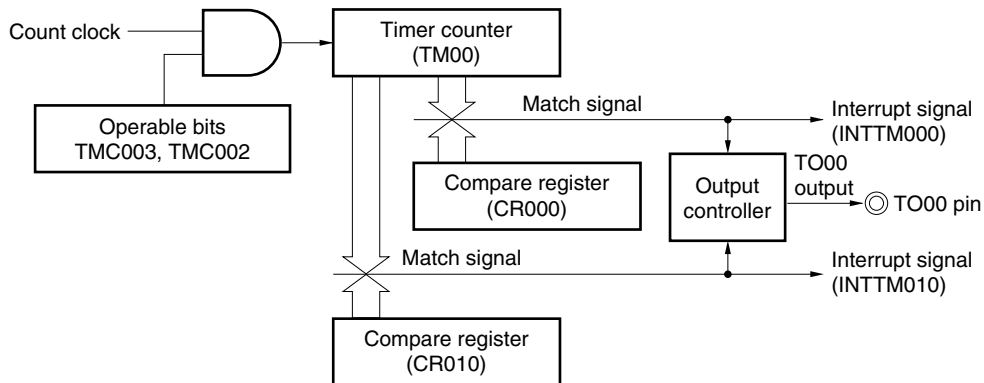 Count clock
Timer counter
(TM00)
Operable bits
TMC003, TMC002
Match signal
Interrupt signal
(INTTM000)
Compare register
(CR000)
Output
controller
TO00
output
TO00 pin
Match signal
Interrupt signal
(INTTM010)
Compare register
(CR010)